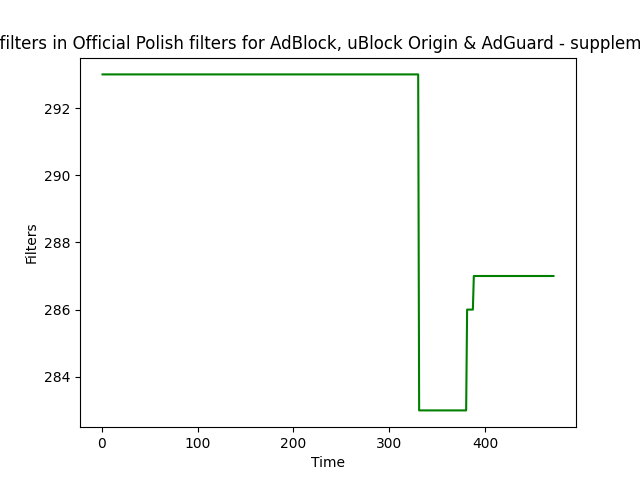 filters in Official Polish filters for AdBlock, uBlock Origin & AdGuard - supplem
292
290
288
286
284
Filters
0 100 200 300 400
Time